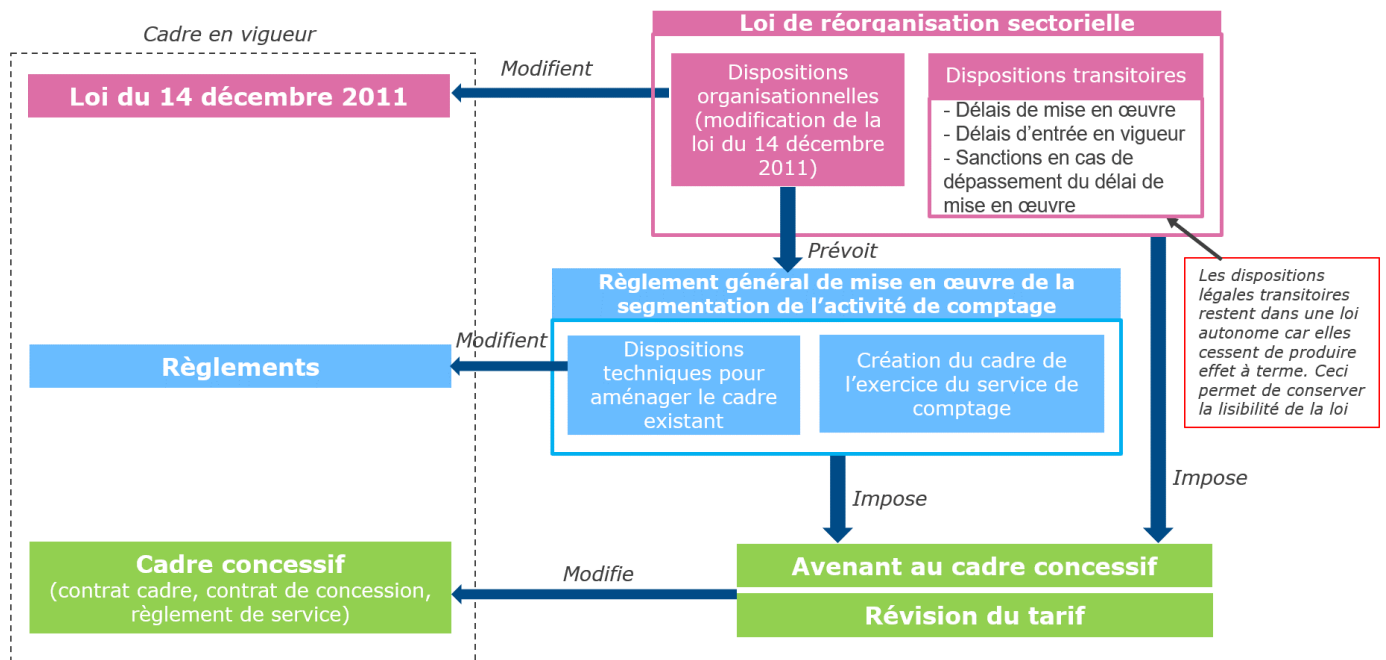 Loi de réorganisation sectorielle
Cadre en vigueur
Modifient
Loi du 14 décembre 2011
Dispositions
organisationnelles
(modification de la
loi du 14 décembre
2011)
Dispositions transitoires
- Délais de mise en œuvre
- Délais d'entrée en vigueur
- Sanctions en cas de
dépassement du délai de
mise en œuvre
Prévoit
Les dispositions
légales transitoires
restent dans une loi
autonome car elles
cessent de produire
effet à terme. Ceci
permet de conserver
la lisibilité de la loi
Règlement général de mise en œuvre de la
segmentation de l'activité de comptage
Modifient
Règlements
Dispositions
techniques pour
aménager le cadre
existant
Création du cadre de
l'exercice du service de
comptage
Impose
Impose
Cadre concessif
(contrat cadre, contrat de concession,
règlement de service)
Modifie
Avenant au cadre concessif
Révision du tarif